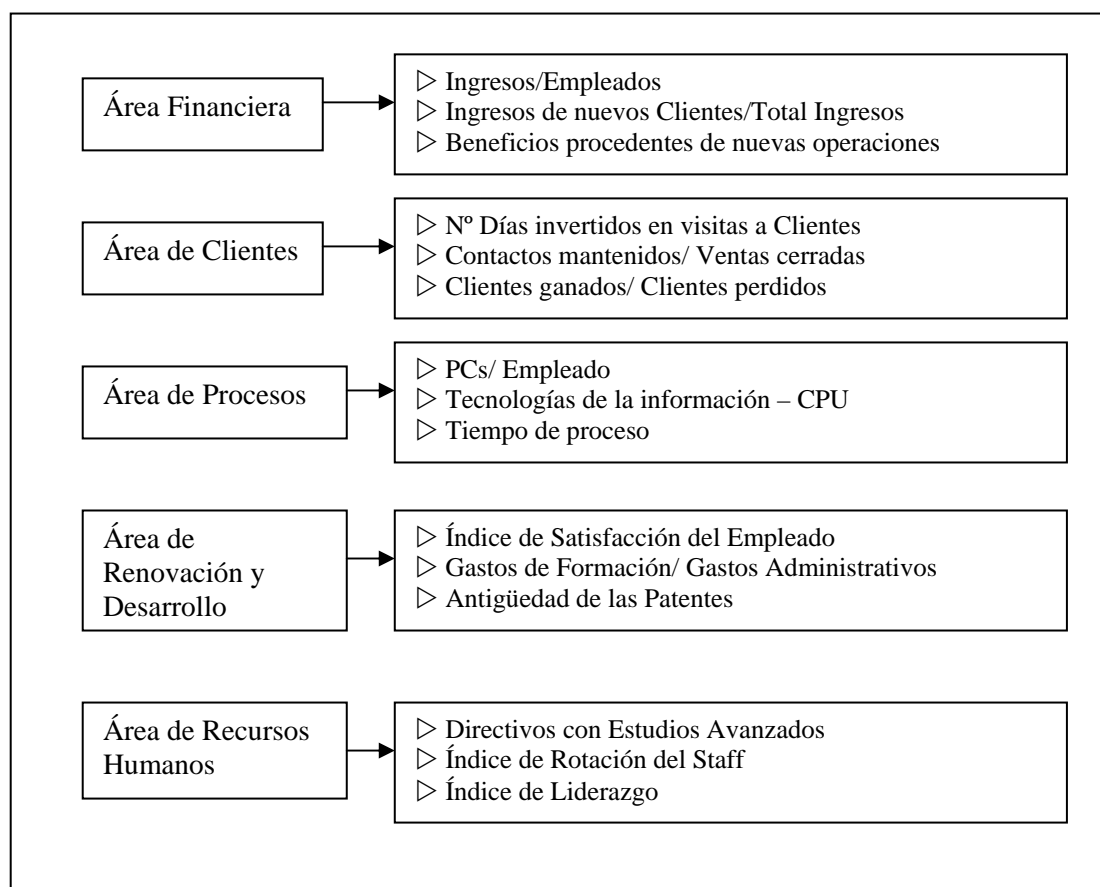 Área Financiera
▷ Ingresos/Empleados
▷ Ingresos de nuevos Clientes/Total Ingresos
▷ Beneficios procedentes de nuevas operaciones
Área de Clientes
▷ Nº Días invertidos en visitas a Clientes
▷ Contactos mantenidos/ Ventas cerradas
▷ Clientes ganados/ Clientes perdidos
Área de Procesos
▷ PCs/ Empleado
▷ Tecnologías de la información – CPU
▷ Tiempo de proceso
Área de
Renovación y
Desarrollo
▷ Índice de Satisfacción del Empleado
▷ Gastos de Formación/ Gastos Administrativos
▷ Antigüedad de las Patentes
Área de Recursos
Humanos
▷ Directivos con Estudios Avanzados
▷ Índice de Rotación del Staff
▷ Índice de Liderazgo